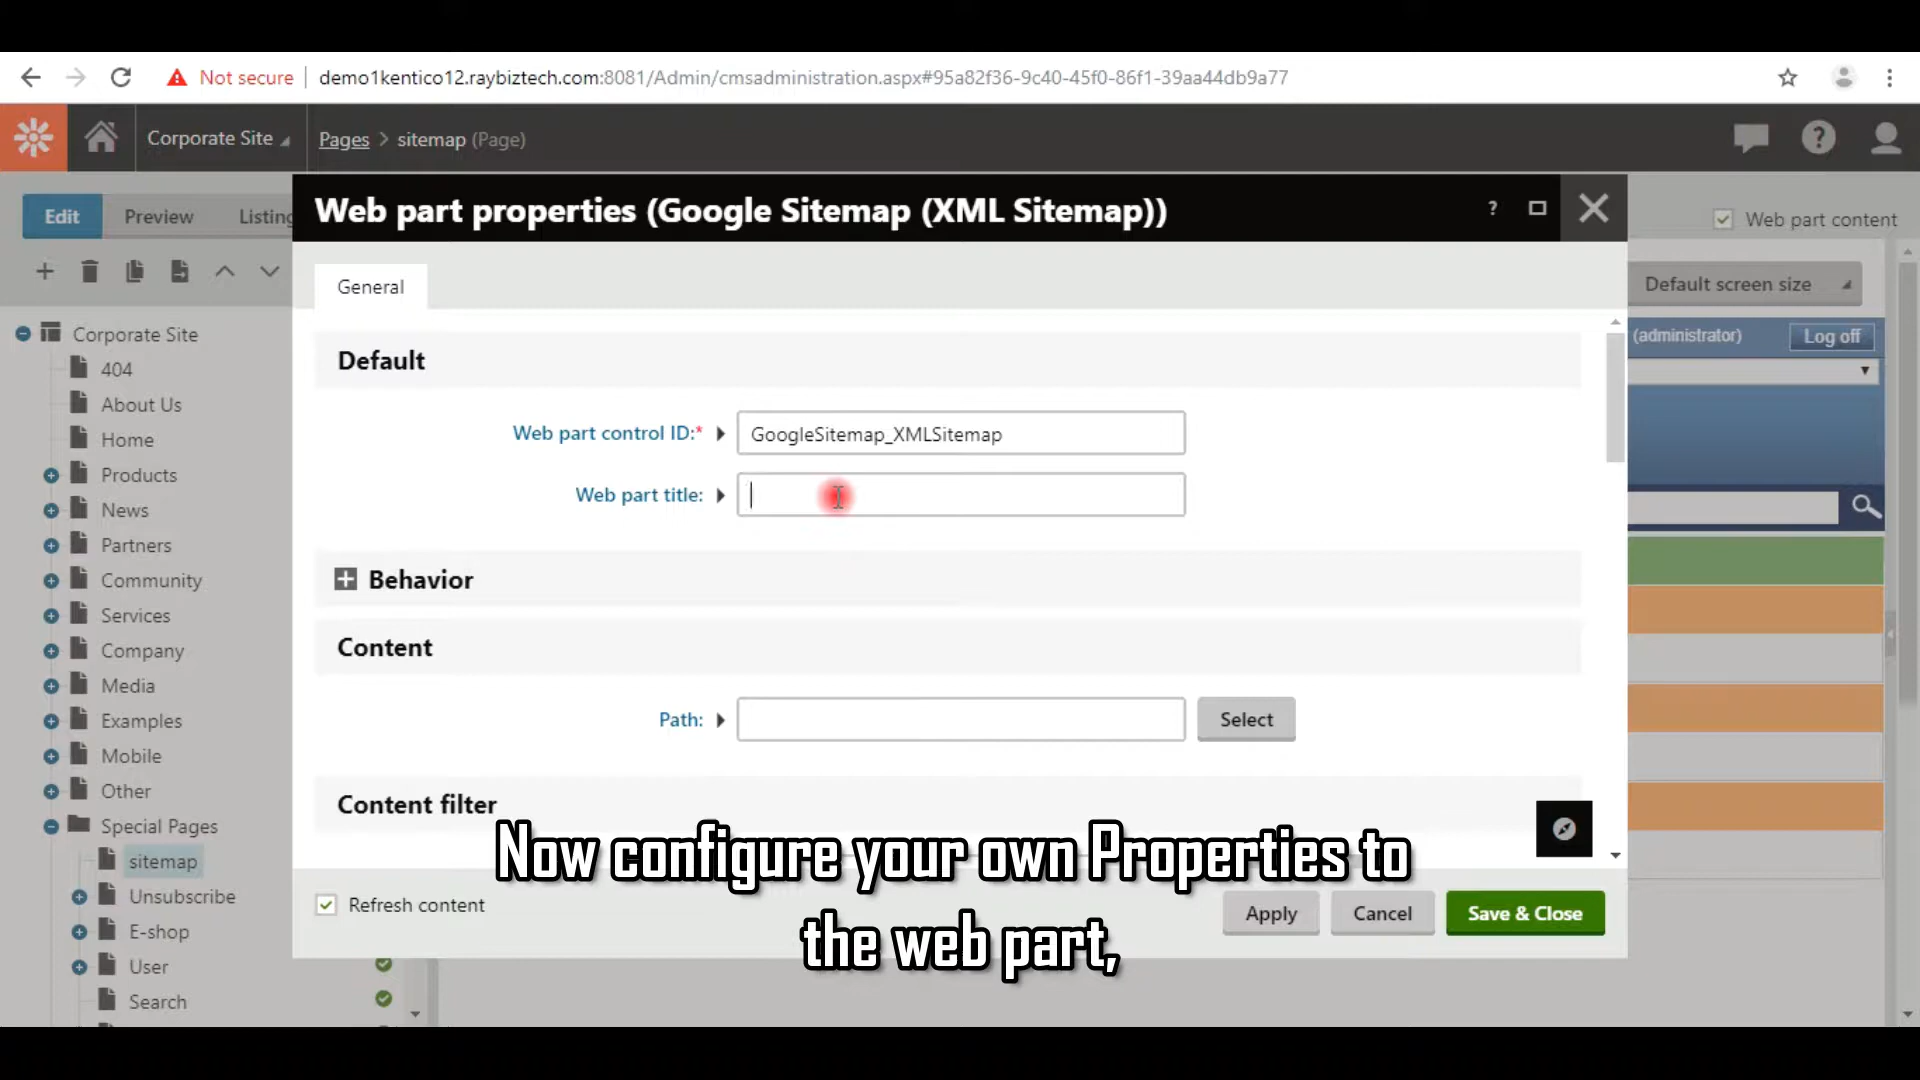 Not secure demo1kentico12.raybiztech.com:8081/Admin/cmsadministration.aspx#95a82f36-9c40-45f0-86f1-39aa44db9a77
Corporate Site Pages > sitemap (Page) ?
Web part properties (Google Sitemap (XML Sitemap)) ?
Edit Preview Listing
Web part content
General
Default screen size
Corporate Site
(administrator) Log off
404
About Us
Home
Products
News
Partners
Community
Services
Company
Media
Examples
Mobile
Other
Special Pages
sitemap
Unsubscribe
E-shop
User
Search
Default
Web part control ID:* GoogleSitemap_XMLSitemap
Web part title:
Behavior
Content
Path: Select
Content filter
Now configure your own Properties to
the web part,
Refresh content
Apply Cancel Save & Close